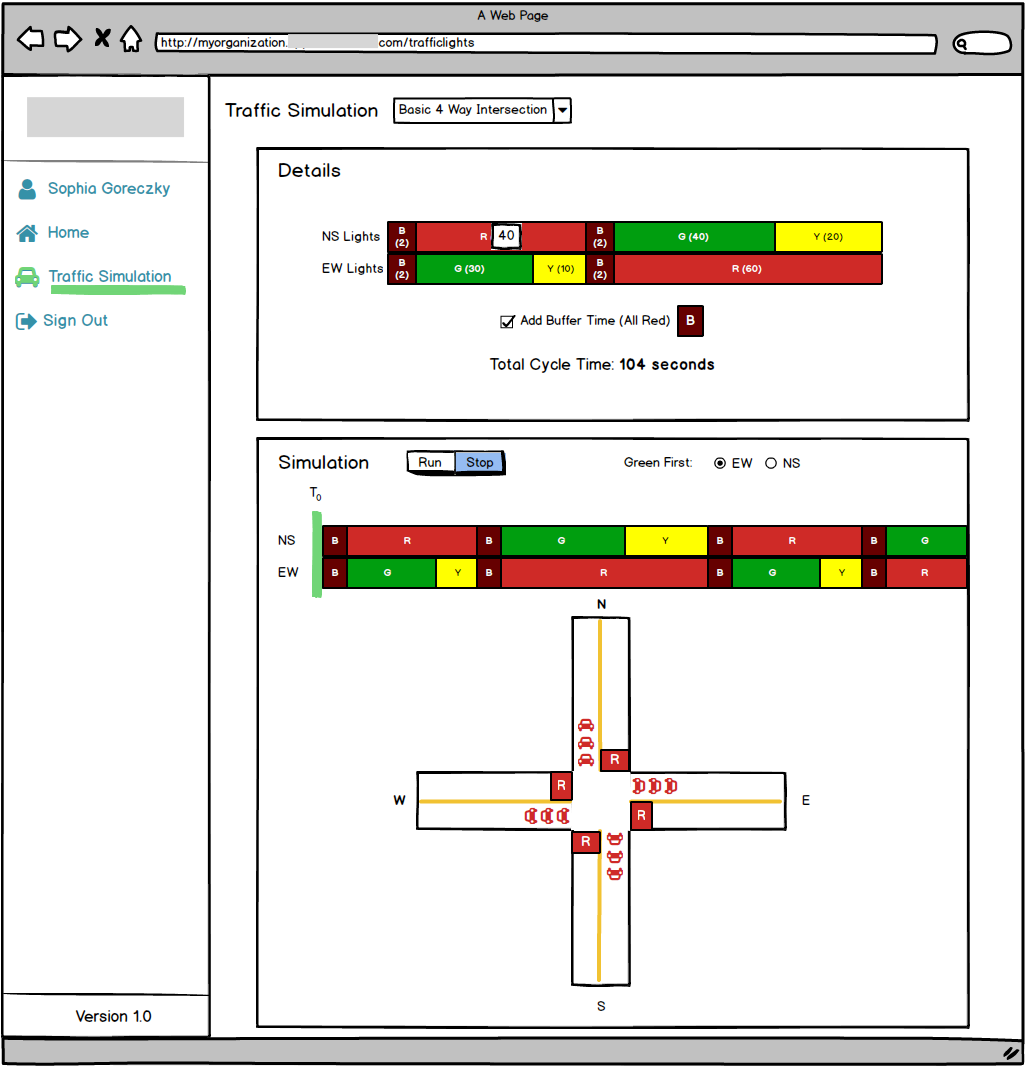 A Web Page
http://myorganization. com/trafficlights
Sophia Goreczky
Home
Traffic Simulation
Sign Out
Version 1.0
Traffic Simulation Basic 4 Way Intersection
Details
NS Lights B (2) R 40 B (2) G (40) Y (20)
EW Lights B (2) G (30) Y (10) B (2) R (60)
Add Buffer Time (All Red) B
Total Cycle Time: 104 seconds
Simulation Run Stop Green First: EW NS
T0
NS B R B G Y B R B G
EW B G Y B R B G Y B R
N
R
R
W E
R
R
S